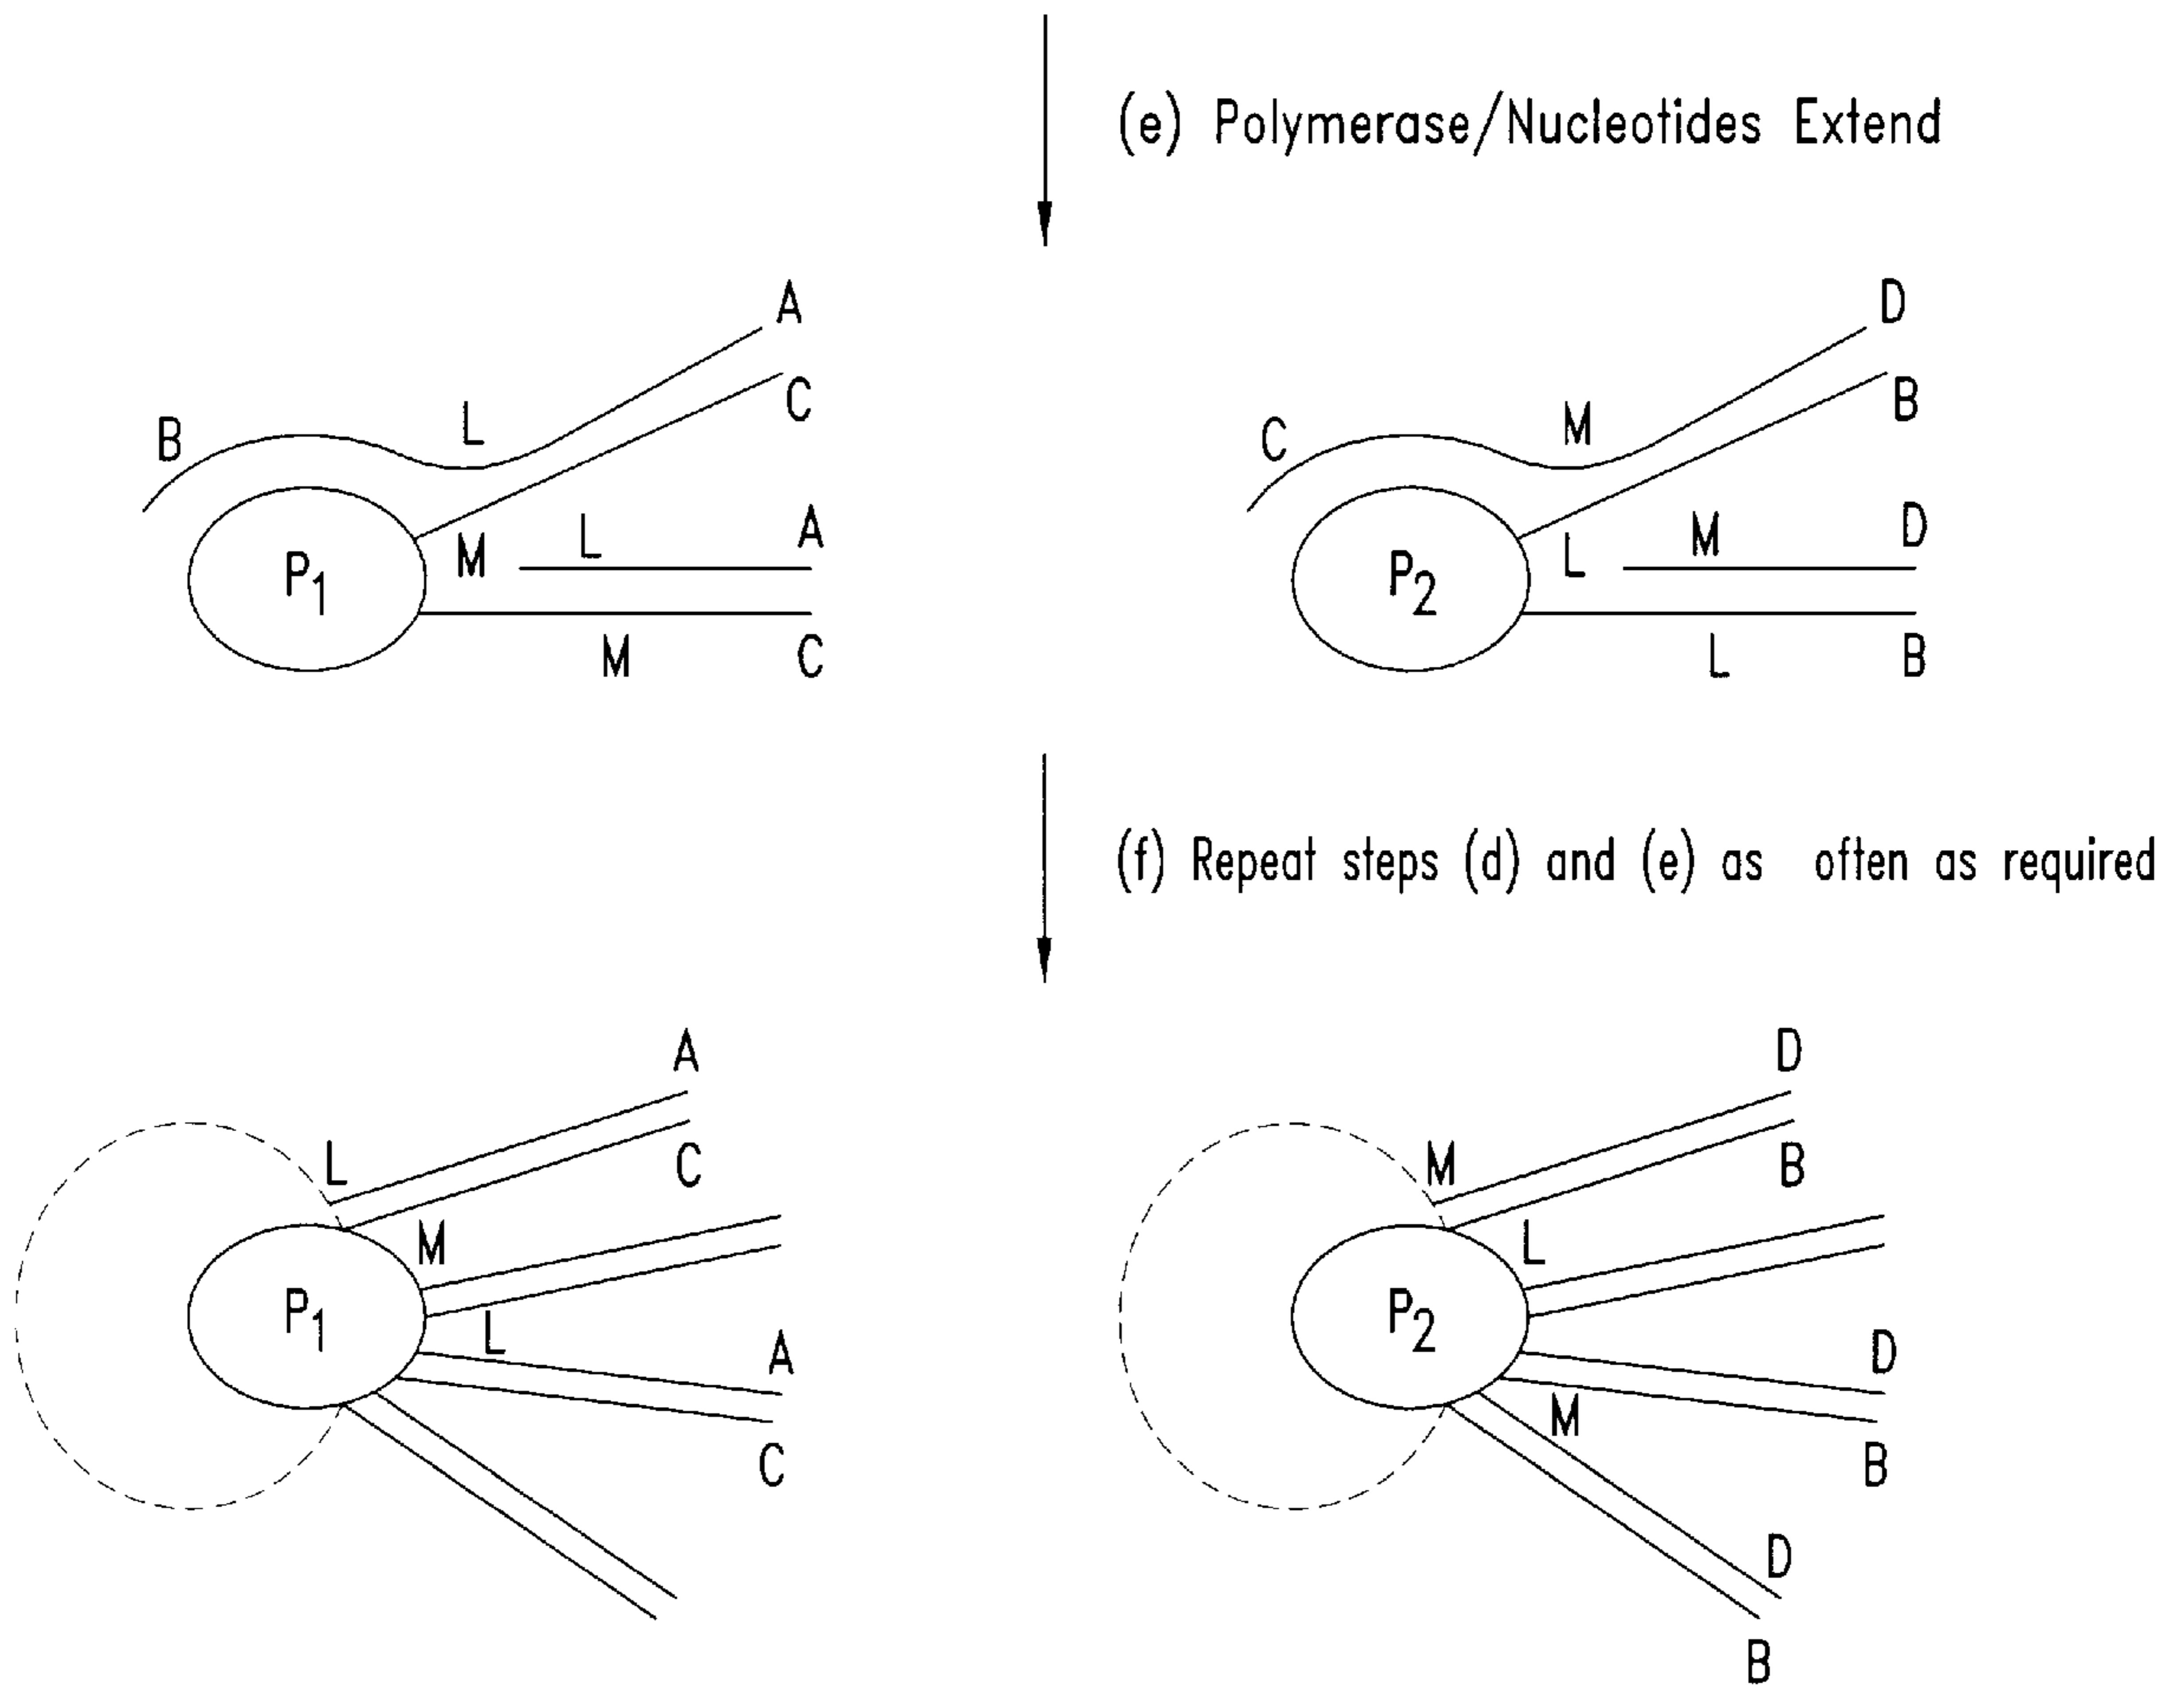 (e) Polymerase/Nucleotides Extend
A
C
B
L
M
L
A
P1
M
C
D
B
C
M
L
M
D
P2
L
B
(f) Repeat steps (d) and (e) as often as required
A
L
C
M
P1
L
A
C
D
M
B
L
P2
D
M
B
D
B